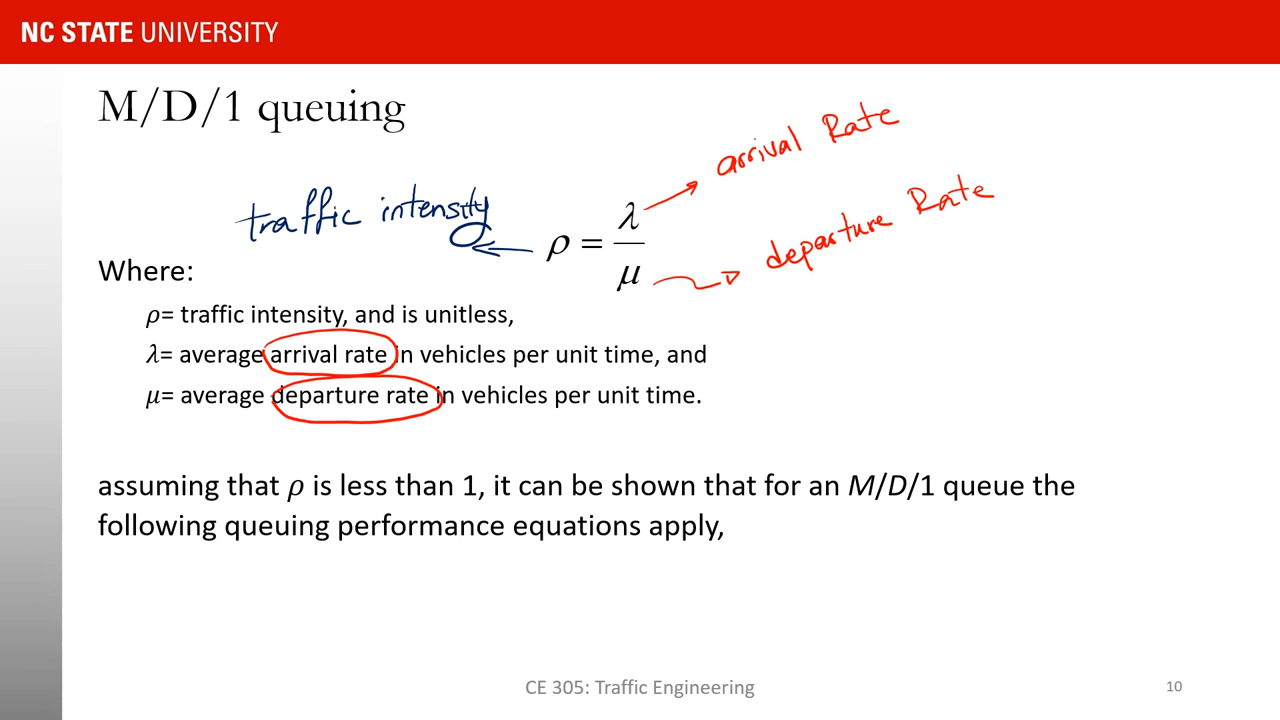 NC STATE UNIVERSITY
M/D/1 queuing
arrival Rate
traffic intensity
ρ = λ/μ
departure Rate
Where:
ρ= traffic intensity, and is unitless,
λ= average arrival rate in vehicles per unit time, and
μ= average departure rate in vehicles per unit time.
assuming that ρ is less than 1, it can be shown that for an M/D/1 queue the
following queuing performance equations apply,
CE 305: Traffic Engineering
10